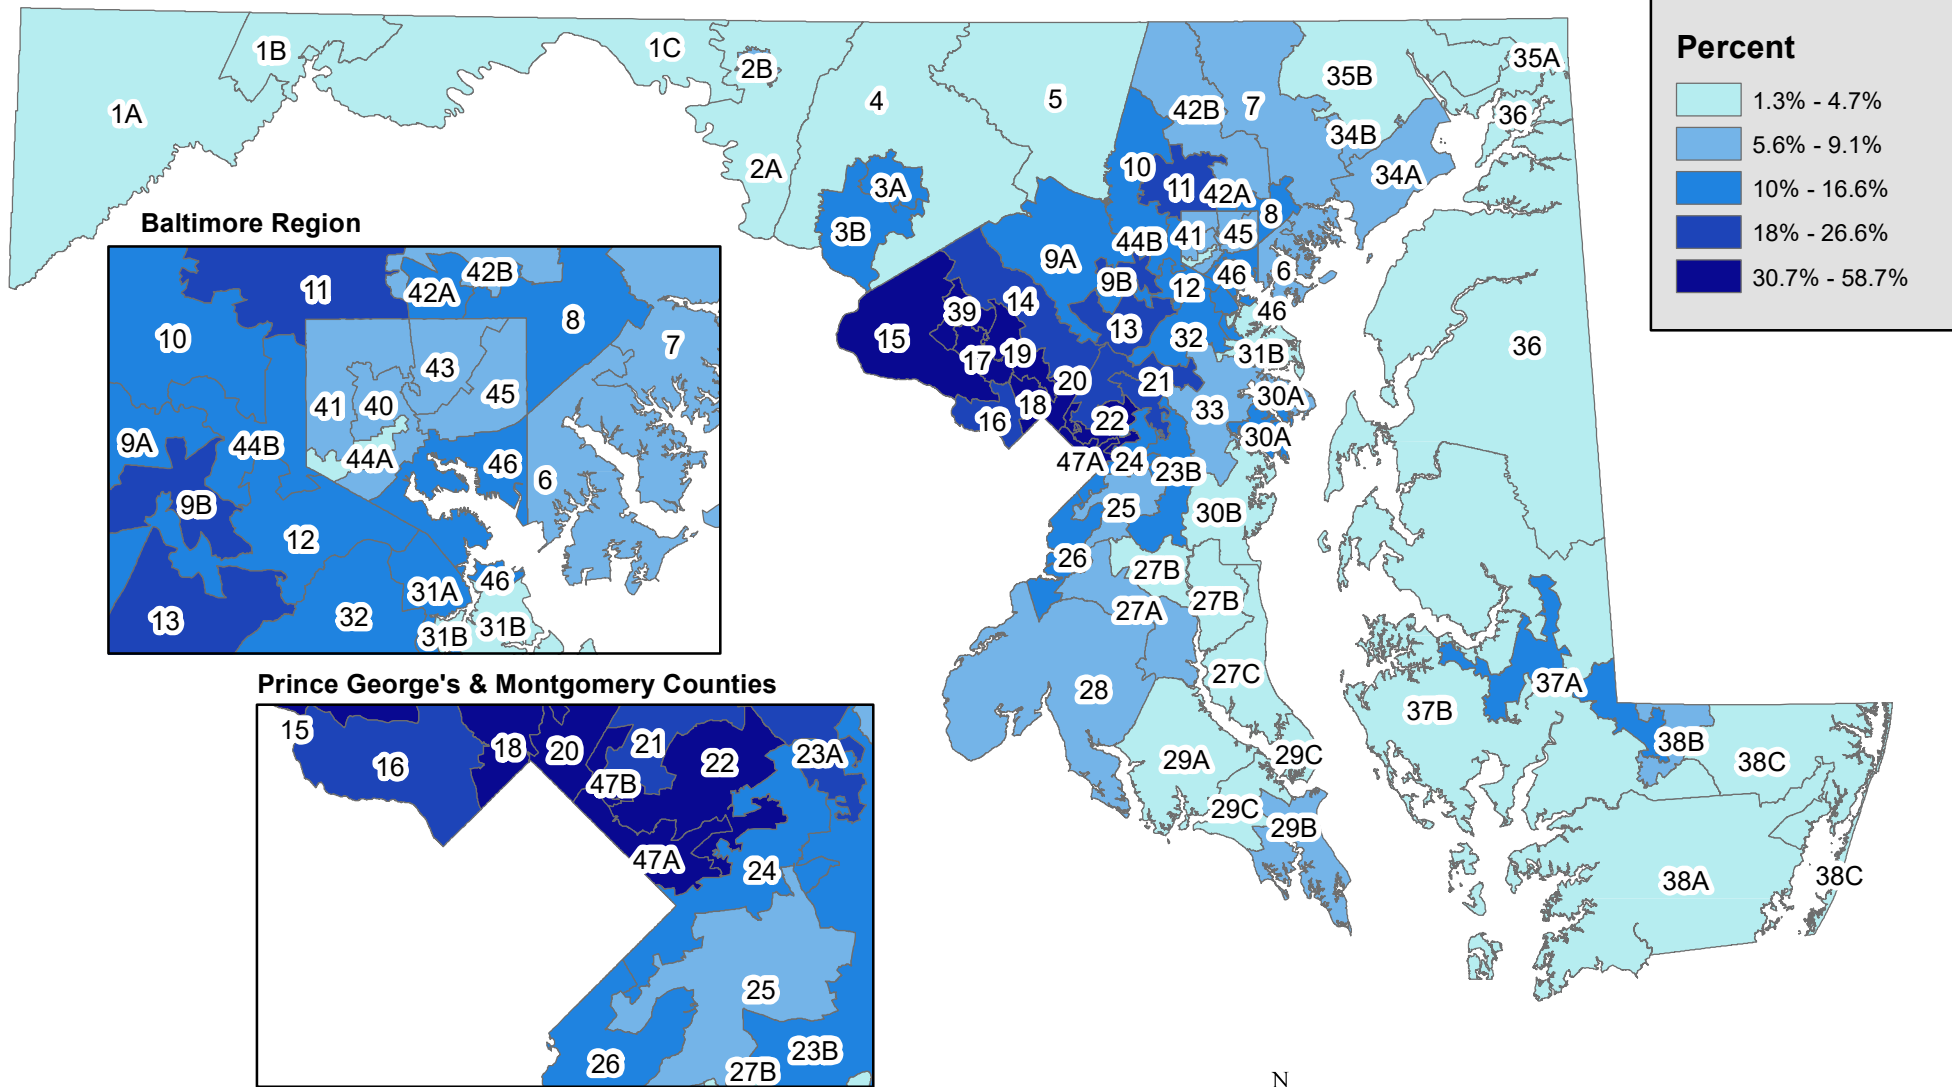 1A
1B
1C
2B
2A
4
5
3A
3B
42B
7
35B
35A
36
34B
34A
10
11
42A
8
44B
41
45
9A
9B
12
46
6
46
39
14
13
32
31B
36
15
17
19
20
21
30A
16
18
22
33
30A
47A
24
23B
25
30B
26
27B
27B
27A
27C
28
37A
37B
29A
29C
38B
38C
29C
29B
38A
38C
Percent
1.3% - 4.7%
5.6% - 9.1%
10% - 16.6%
18% - 26.6%
30.7% - 58.7%
Baltimore Region
11
42A
42B
10
8
7
43
41
40
45
9A
44B
44A
46
6
9B
12
31A
46
13
32
31B
31B
Prince George's & Montgomery Counties
15
16
18
20
21
22
23A
47B
47A
24
25
26
27B
23B
N